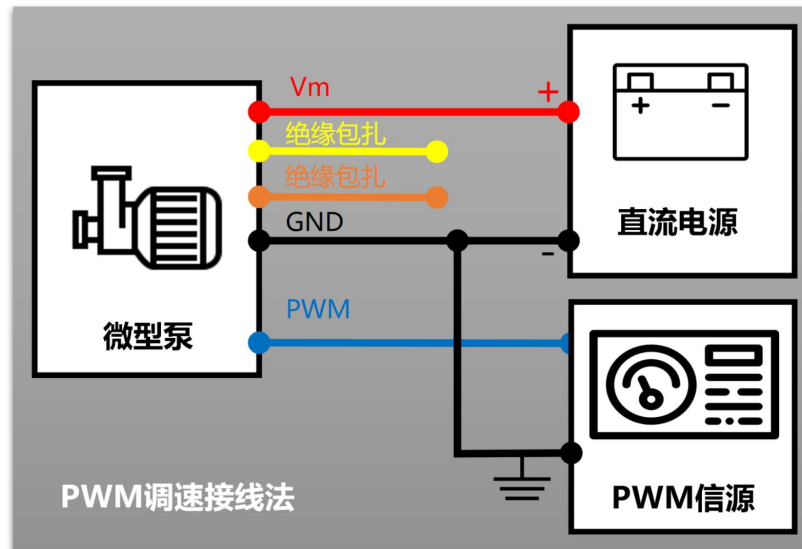 Vm
+
+ -
绝缘包扎
绝缘包扎
直流电源
GND
-
PWM
微型泵
PWM调速接线法
PWM信源